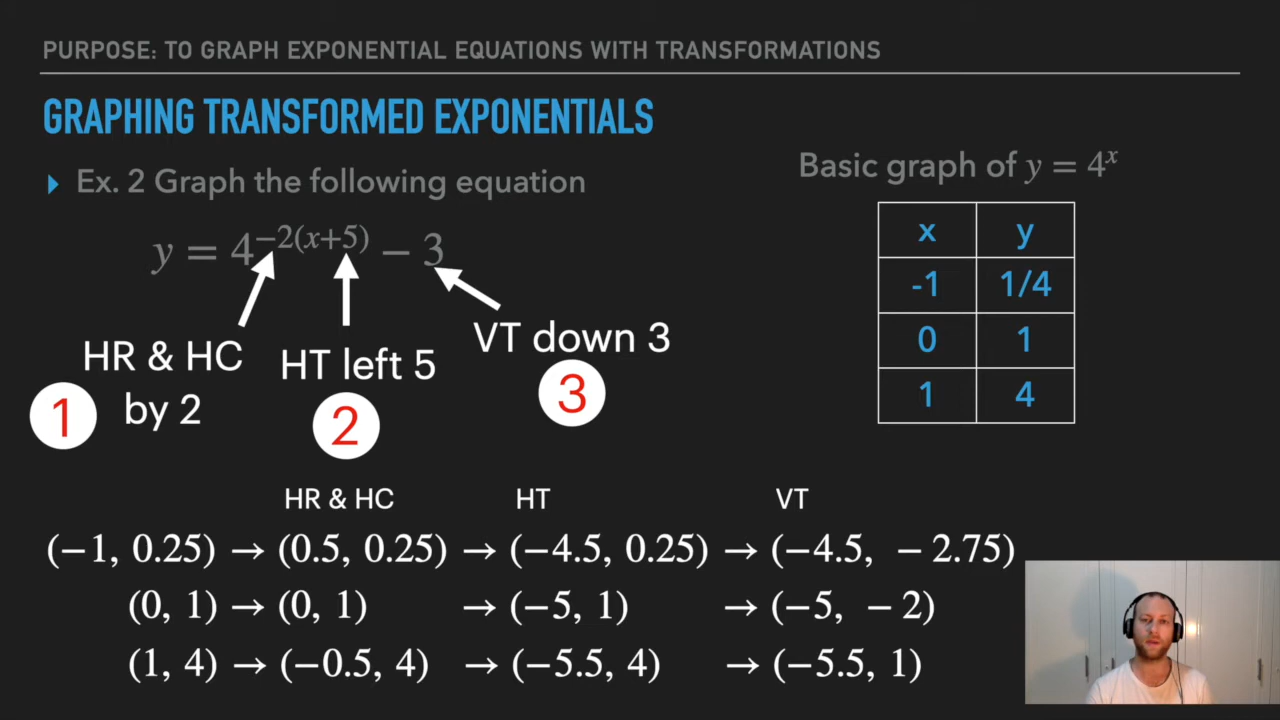 PURPOSE: TO GRAPH EXPONENTIAL EQUATIONS WITH TRANSFORMATIONS
GRAPHING TRANSFORMED EXPONENTIALS
Ex. 2 Graph the following equation
y = 4^{−2(x+5)} − 3
HR & HC
by 2
1
HT left 5
2
VT down 3
3
Basic graph of y = 4^x
x y
-1 1/4
0 1
1 4
HR & HC HT VT
(−1, 0.25) → (0.5, 0.25) → (−4.5, 0.25) → (−4.5, − 2.75)
(0, 1) → (0, 1) → (−5, 1) → (−5, − 2)
(1, 4) → (−0.5, 4) → (−5.5, 4) → (−5.5, 1)